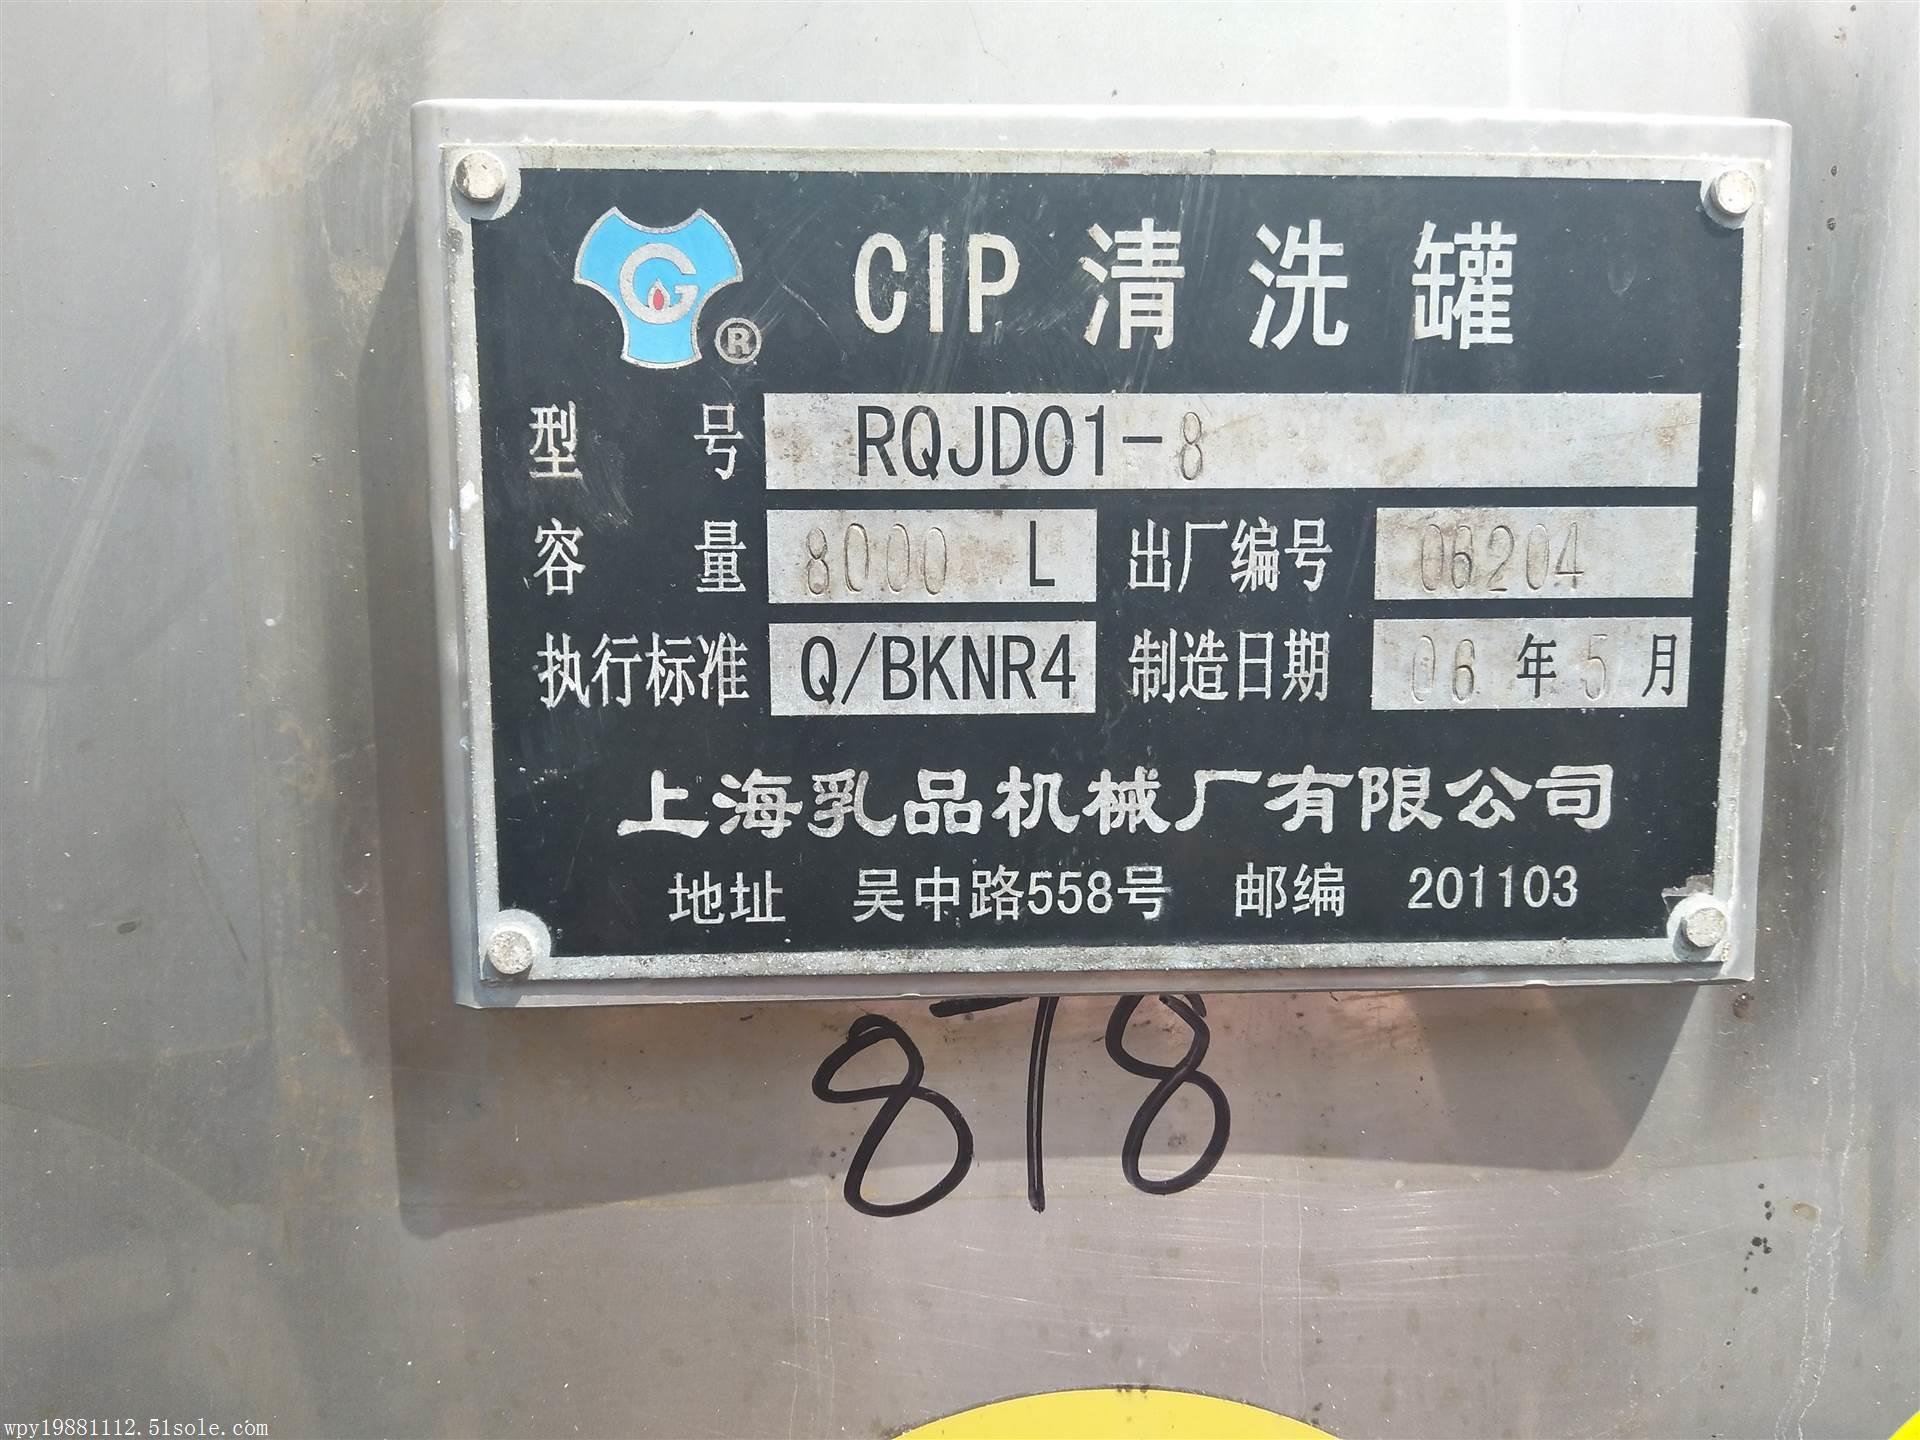 G
®
CIP 清洗罐
型号 RQJD01-8
容量 8000 L 出厂编号 06204
执行标准 Q/BKNR4 制造日期 06 年 5 月
上海乳品机械厂有限公司
地址 吴中路558号 邮编 201103
878
wpy19881112.51sole.com